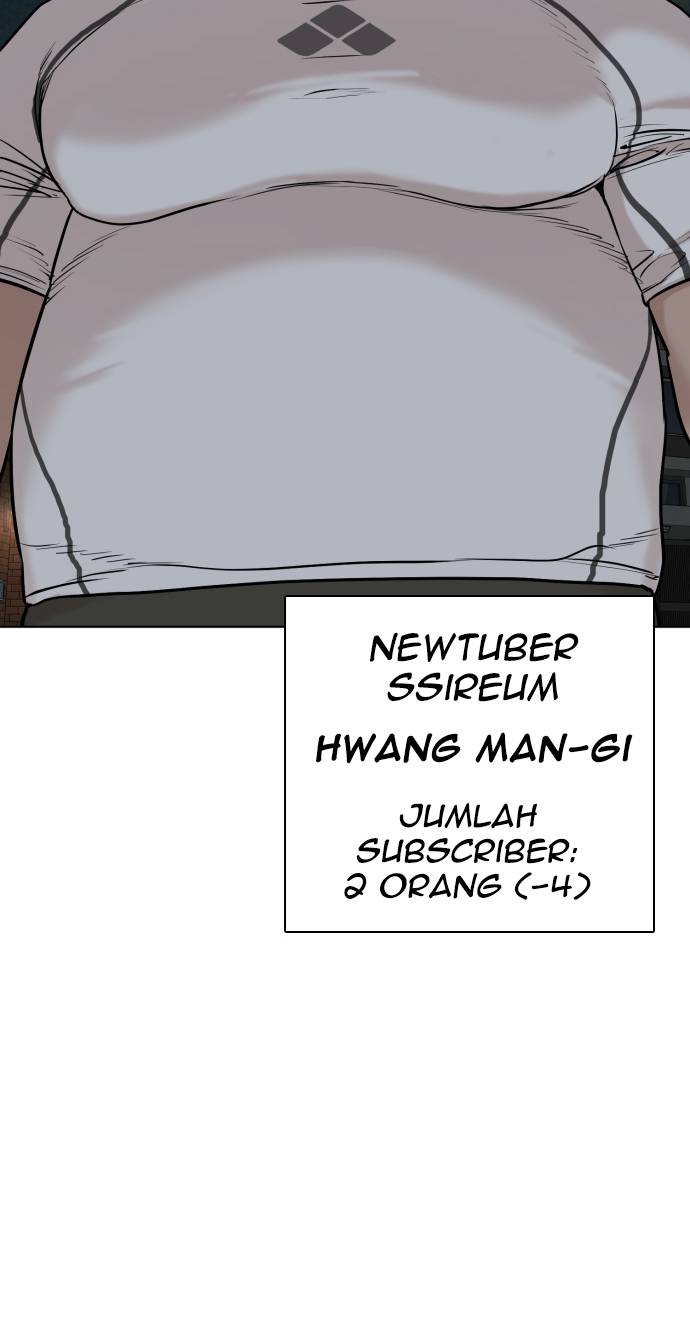 NEWTUBER
SSIREUM
HWANG MAN-GI
JUMLAH
SUBSCRIBER:
2 ORANG (-4)